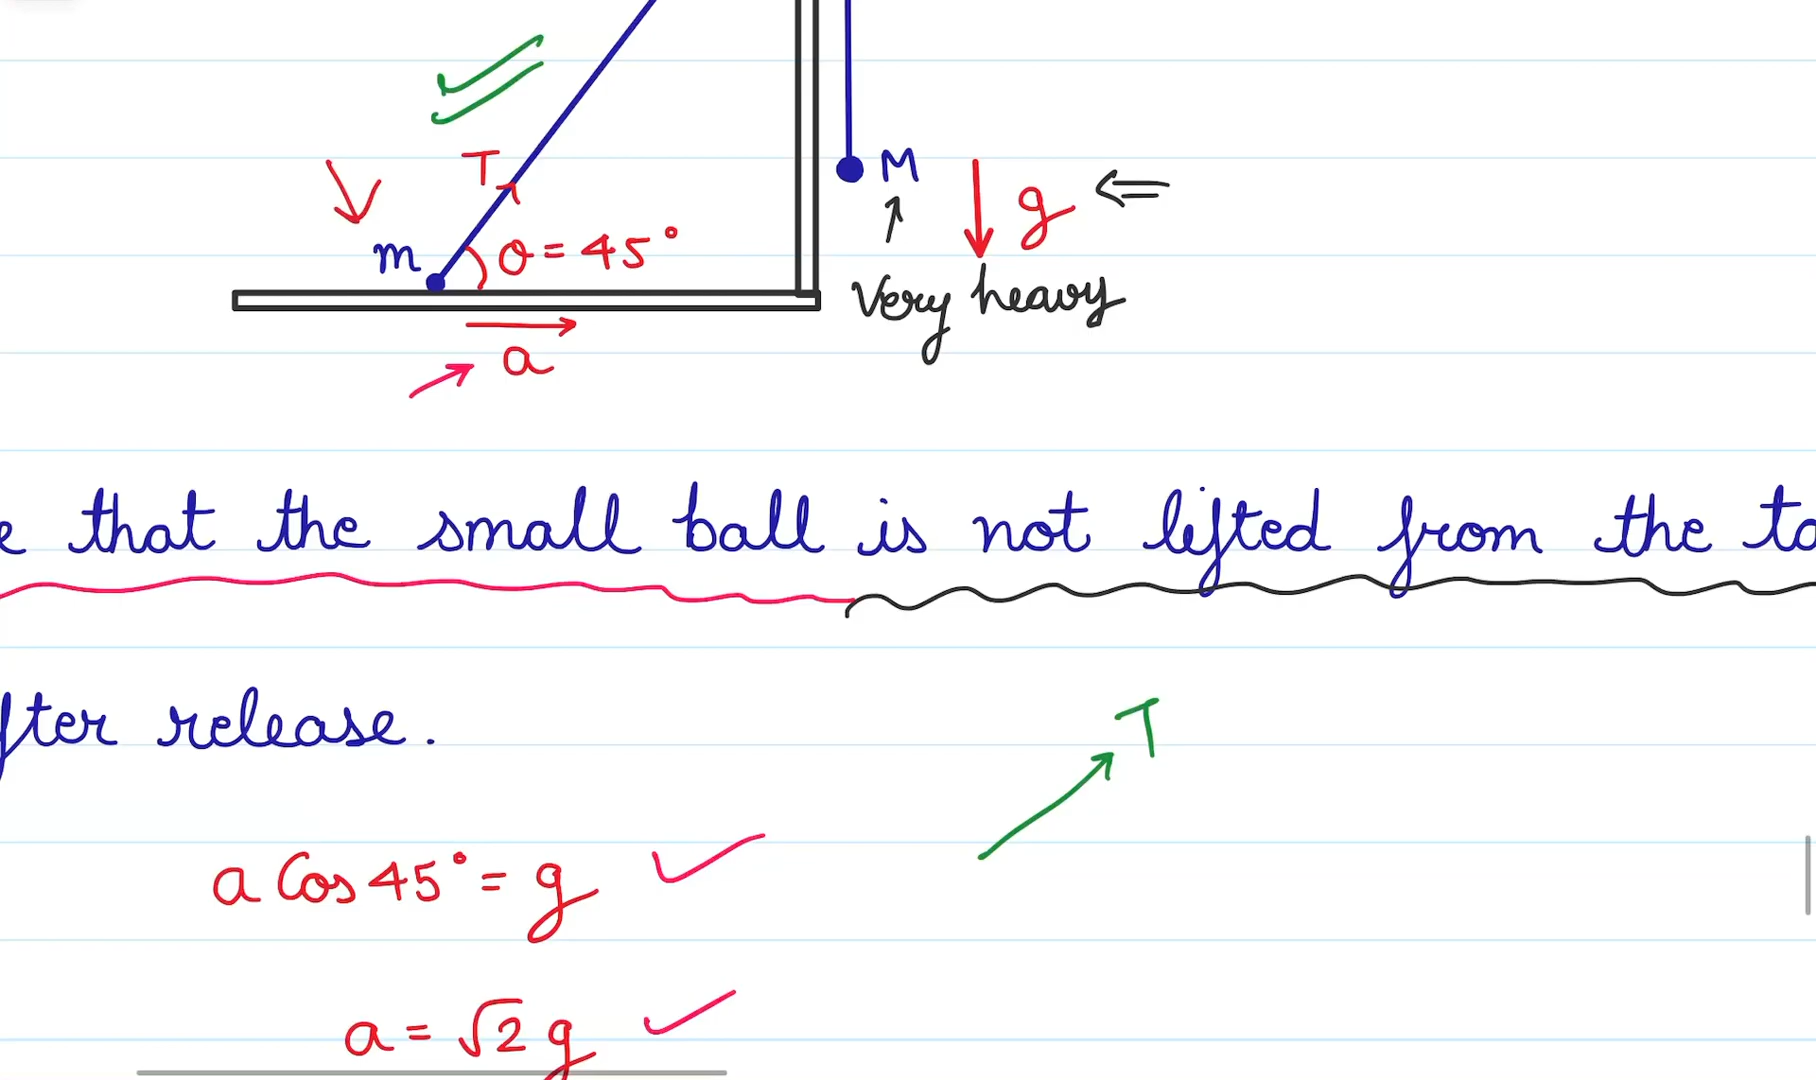 T
M
g
m
θ = 45°
Very heavy
a
e that the small ball is not lifted from the ta
fter release.
T
a Cos 45° = g
a = √2 g